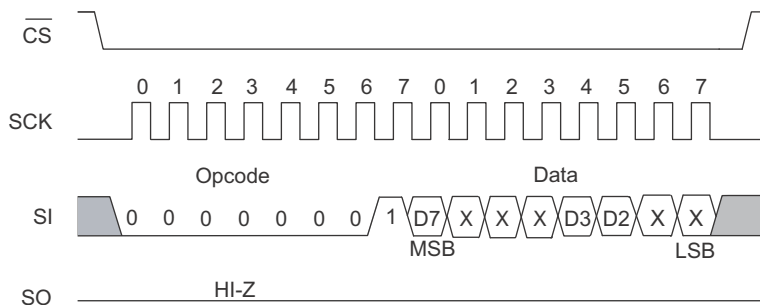 CS
0 1 2 3 4 5 6 7 0 1 2 3 4 5 6 7
SCK
Opcode Data
SI 0 0 0 0 0 0 0 1 D7 X X X D3 D2 X X
MSB LSB
HI-Z
SO